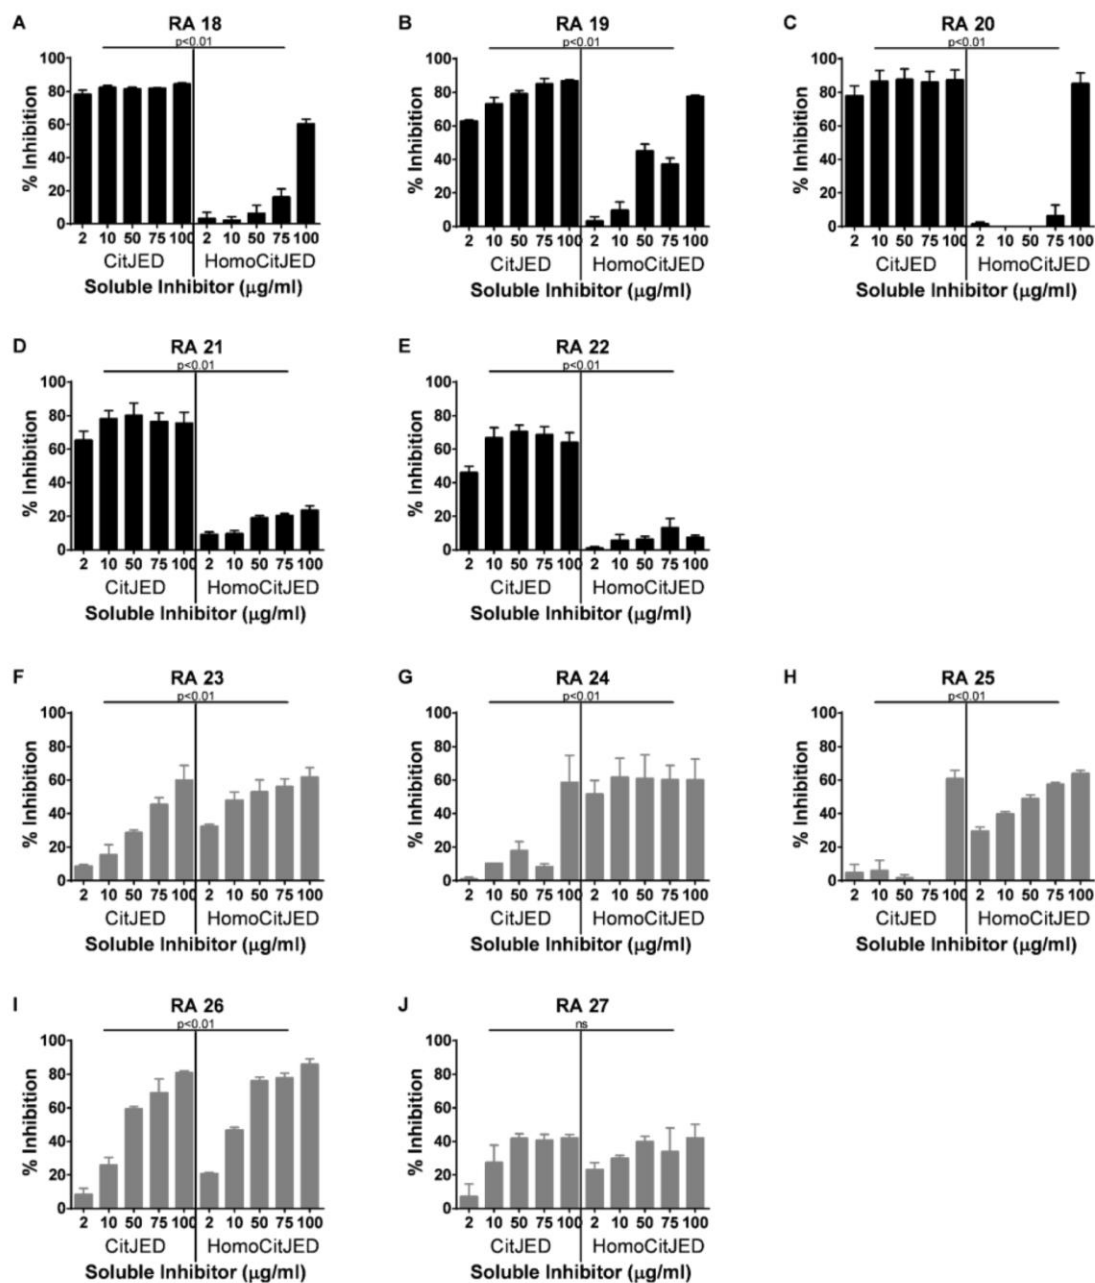 A
RA 18
p<0.01
% Inhibition
100
80
60
40
20
0
2 10 50 75 100 2 10 50 75 100
CitJED HomoCitJED
Soluble Inhibitor (μg/ml)
B
RA 19
p<0.01
% Inhibition
100
80
60
40
20
0
2 10 50 75 100 2 10 50 75 100
CitJED HomoCitJED
Soluble Inhibitor (μg/ml)
C
RA 20
p<0.01
% Inhibition
100
80
60
40
20
0
2 10 50 75 100 2 10 50 75 100
CitJED HomoCitJED
Soluble Inhibitor (μg/ml)
D
RA 21
p<0.01
% Inhibition
100
80
60
40
20
0
2 10 50 75 100 2 10 50 75 100
CitJED HomoCitJED
Soluble Inhibitor (μg/ml)
E
RA 22
p<0.01
% Inhibition
100
80
60
40
20
0
2 10 50 75 100 2 10 50 75 100
CitJED HomoCitJED
Soluble Inhibitor (μg/ml)
F
RA 23
p<0.01
% Inhibition
100
80
60
40
20
0
2 10 50 75 100 2 10 50 75 100
CitJED HomoCitJED
Soluble Inhibitor (μg/ml)
G
RA 24
p<0.01
% Inhibition
100
80
60
40
20
0
2 10 50 75 100 2 10 50 75 100
CitJED HomoCitJED
Soluble Inhibitor (μg/ml)
H
RA 25
p<0.01
% Inhibition
100
80
60
40
20
0
2 10 50 75 100 2 10 50 75 100
CitJED HomoCitJED
Soluble Inhibitor (μg/ml)
I
RA 26
p<0.01
% Inhibition
100
80
60
40
20
0
2 10 50 75 100 2 10 50 75 100
CitJED HomoCitJED
Soluble Inhibitor (μg/ml)
J
RA 27
ns
% Inhibition
100
80
60
40
20
0
2 10 50 75 100 2 10 50 75 100
CitJED HomoCitJED
Soluble Inhibitor (μg/ml)